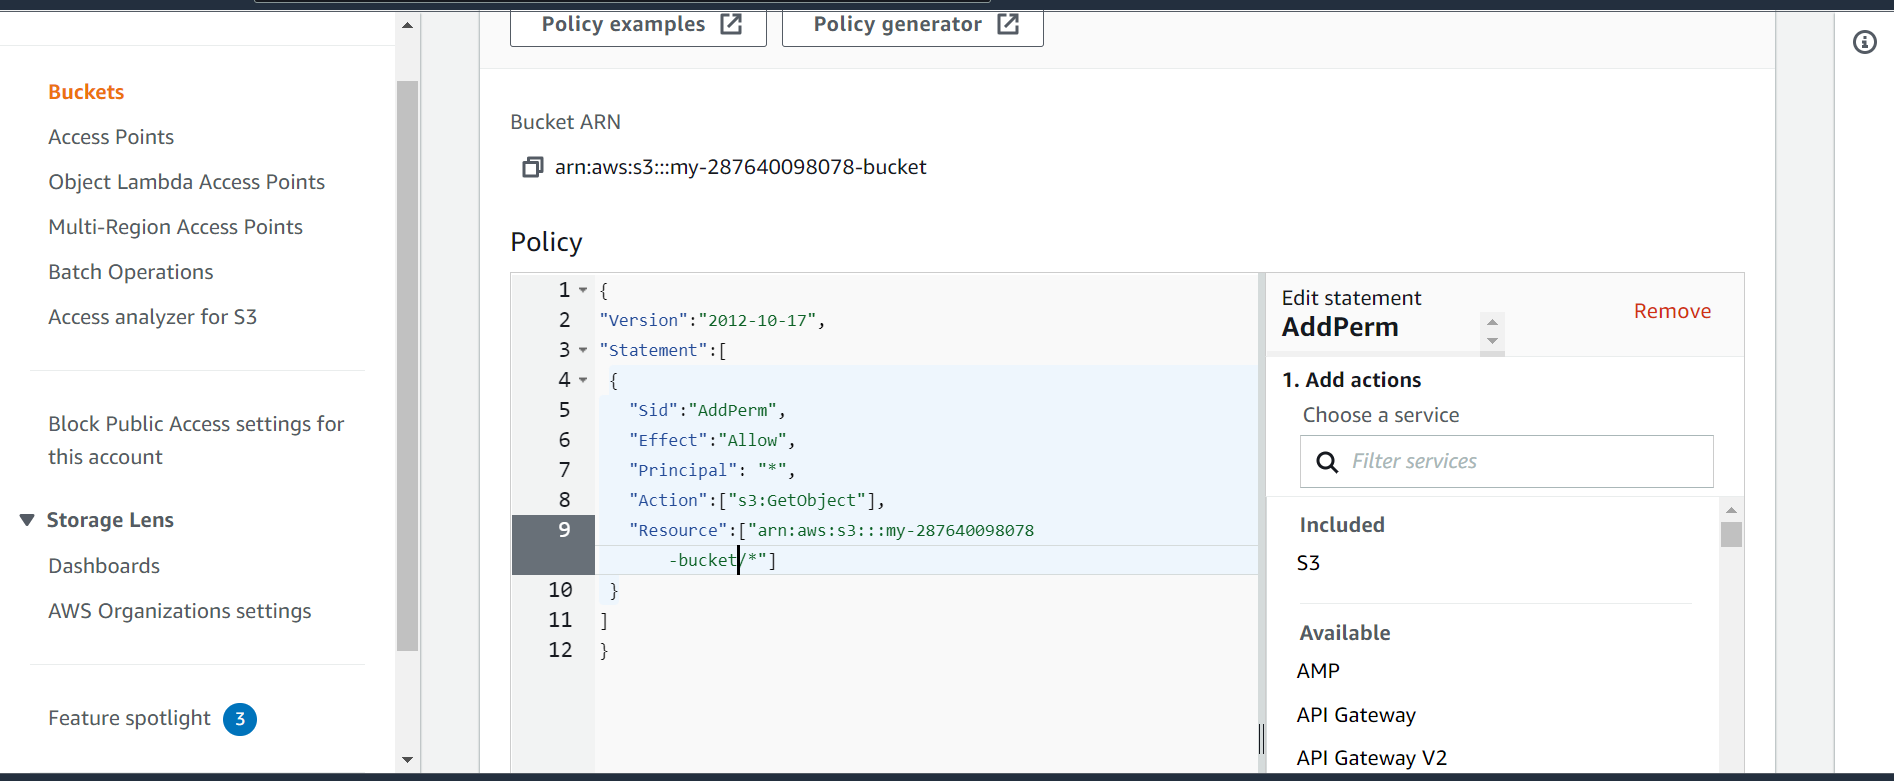 Policy examples
Policy generator
Buckets
Access Points
Object Lambda Access Points
Multi-Region Access Points
Batch Operations
Access analyzer for S3
Block Public Access settings for
this account
Storage Lens
Dashboards
AWS Organizations settings
Feature spotlight 3
Bucket ARN
arn:aws:s3:::my-287640098078-bucket
Policy
1 {
2 "Version":"2012-10-17",
3 "Statement":[
4 {
5 "Sid":"AddPerm",
6 "Effect":"Allow",
7 "Principal": "*",
8 "Action":["s3:GetObject"],
9 "Resource":["arn:aws:s3:::my-287640098078
-bucket/*"]
10 }
11 ]
12 }
Edit statement
AddPerm
Remove
1. Add actions
Choose a service
Filter services
Included
S3
Available
AMP
API Gateway
API Gateway V2